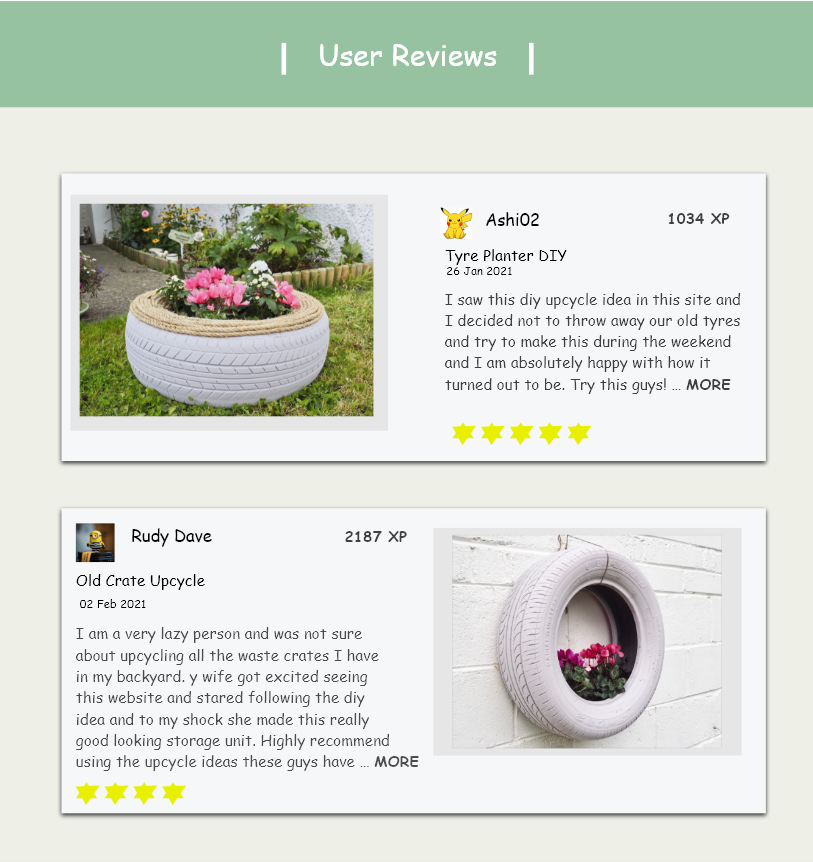 User Reviews
Ashi02
1034 XP
Tyre Planter DIY
26 Jan 2021
I saw this diy upcycle idea in this site and
I decided not to throw away our old tyres
and try to make this during the weekend
and I am absolutely happy with how it
turned out to be. Try this guys! ... MORE
Rudy Dave
2187 XP
Old Crate Upcycle
02 Feb 2021
I am a very lazy person and was not sure
about upcycling all the waste crates I have
in my backyard. y wife got excited seeing
this website and stared following the diy
idea and to my shock she made this really
good looking storage unit. Highly recommend
using the upcycle ideas these guys have ... MORE